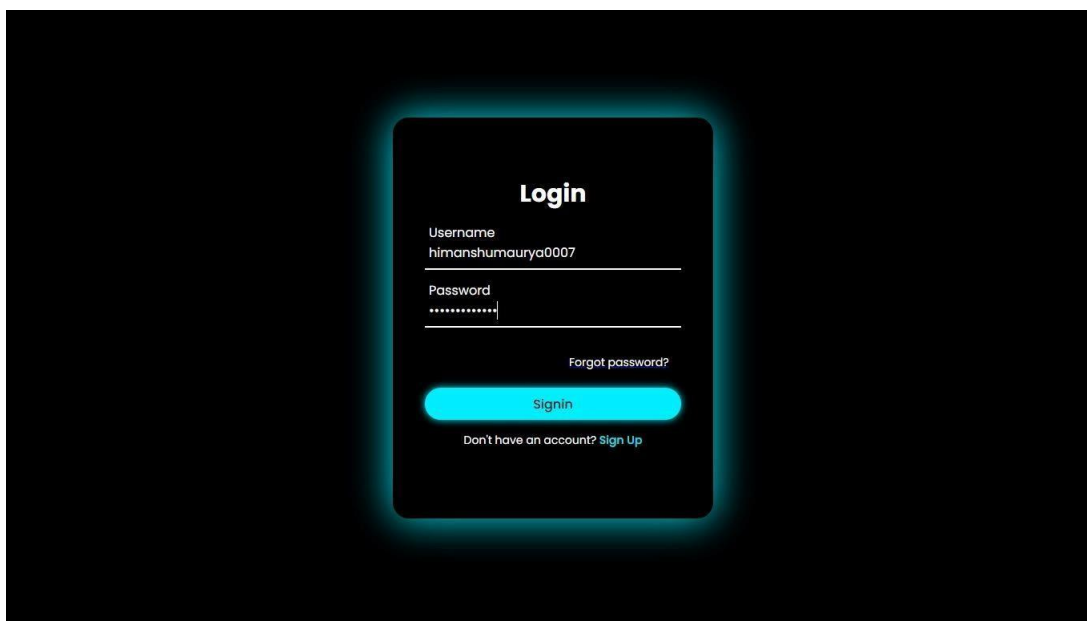 Login
Username
himanshumaurya0007
Password
•••••••••••••
Forgot password?
Signin
Don't have an account? Sign Up